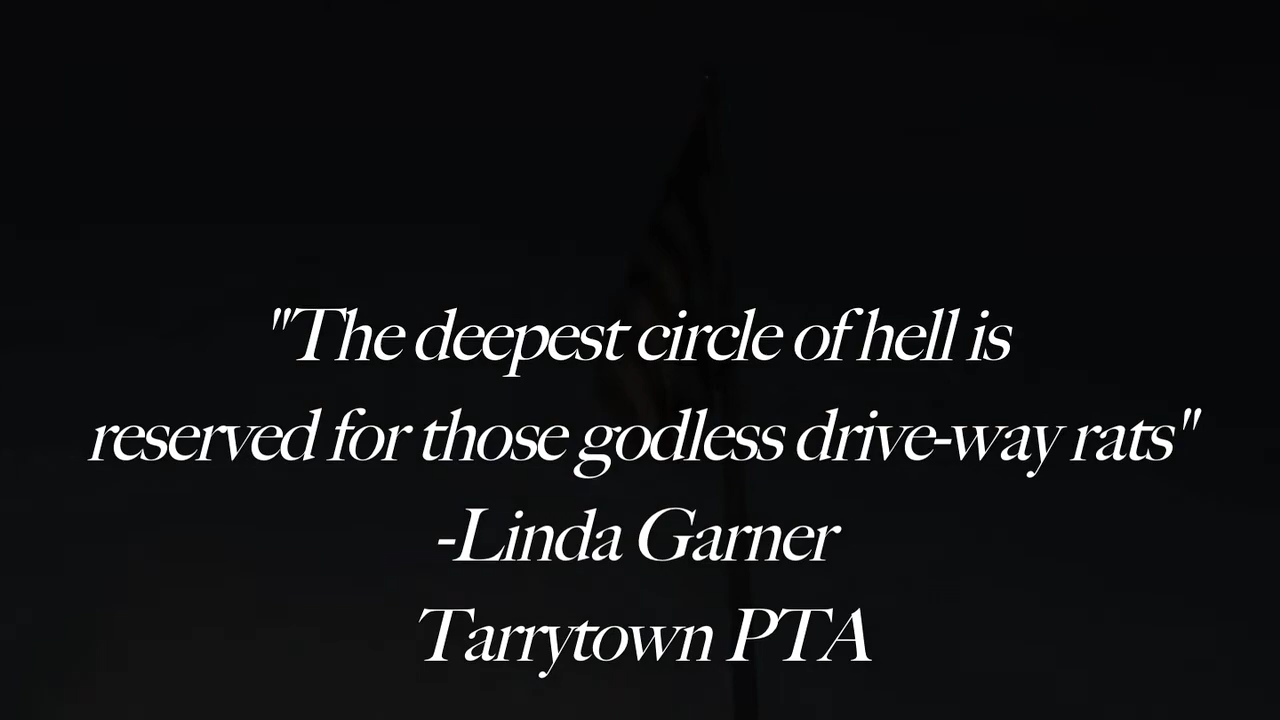 "The deepest circle of hell is
reserved for those godless drive-way rats"
-Linda Garner
Tarrytown PTA